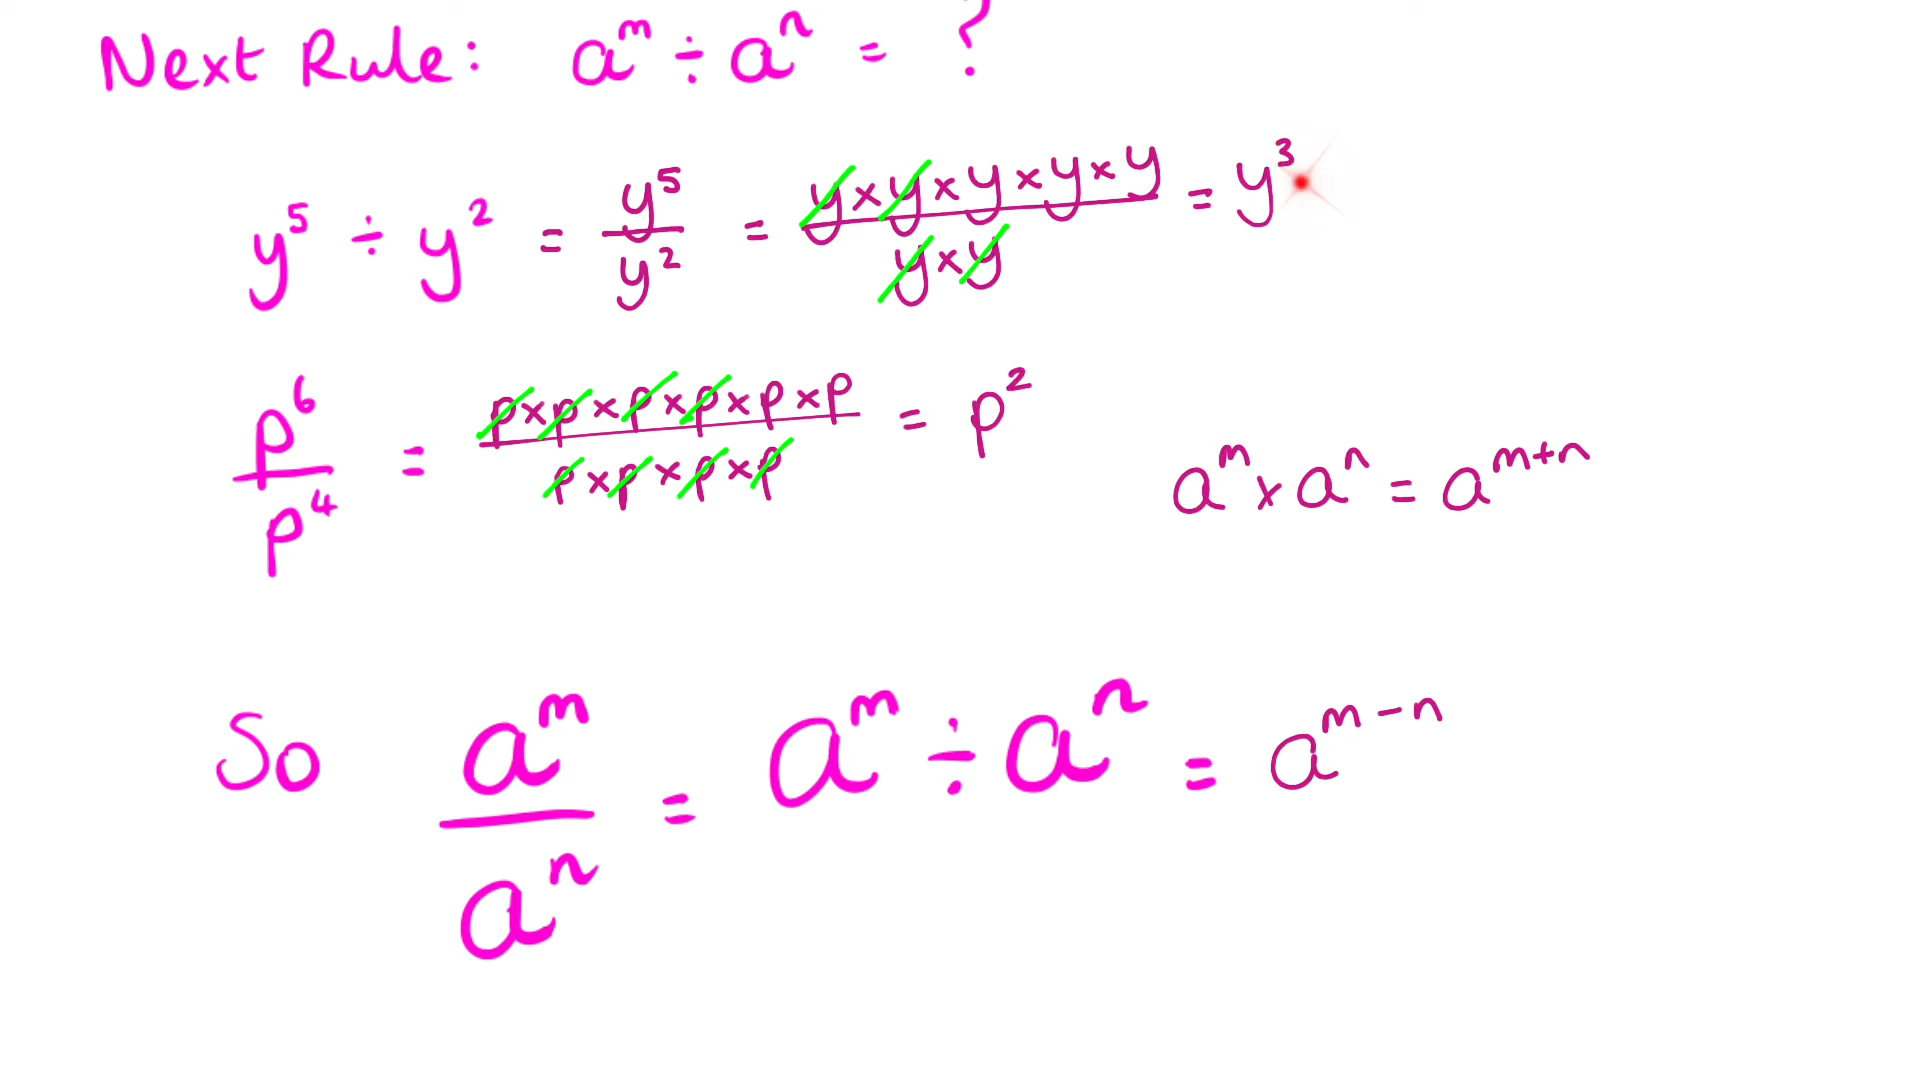 Next Rule: aᵐ ÷ aⁿ = ?
y⁵ ÷ y² = y⁵/y² = y×y×y×y×y/y×y = y³
p⁶/p⁴ = p×p×p×p×p×p/p×p×p×p = p²
aᵐ × aⁿ = aᵐ⁺ⁿ
So aᵐ/aⁿ = aᵐ ÷ aⁿ = aᵐ⁻ⁿ